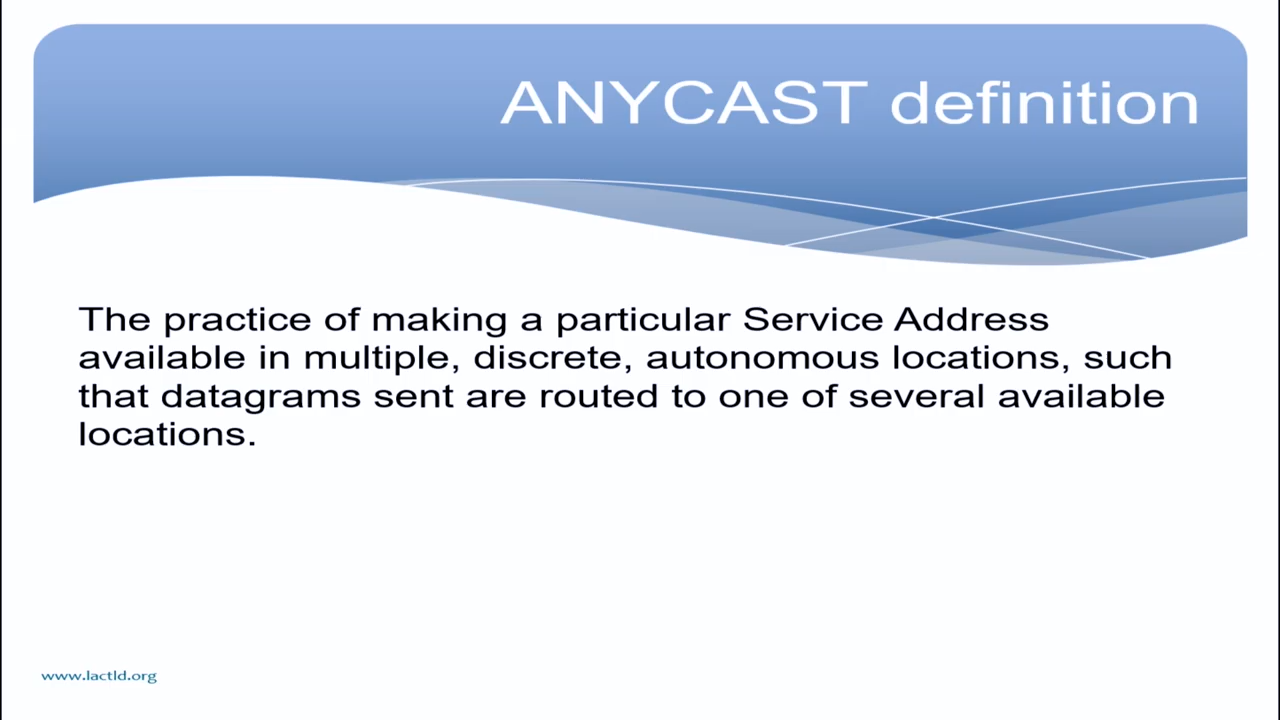 ANYCAST definition
The practice of making a particular Service Address
available in multiple, discrete, autonomous locations, such
that datagrams sent are routed to one of several available
locations.
www.lactld.org